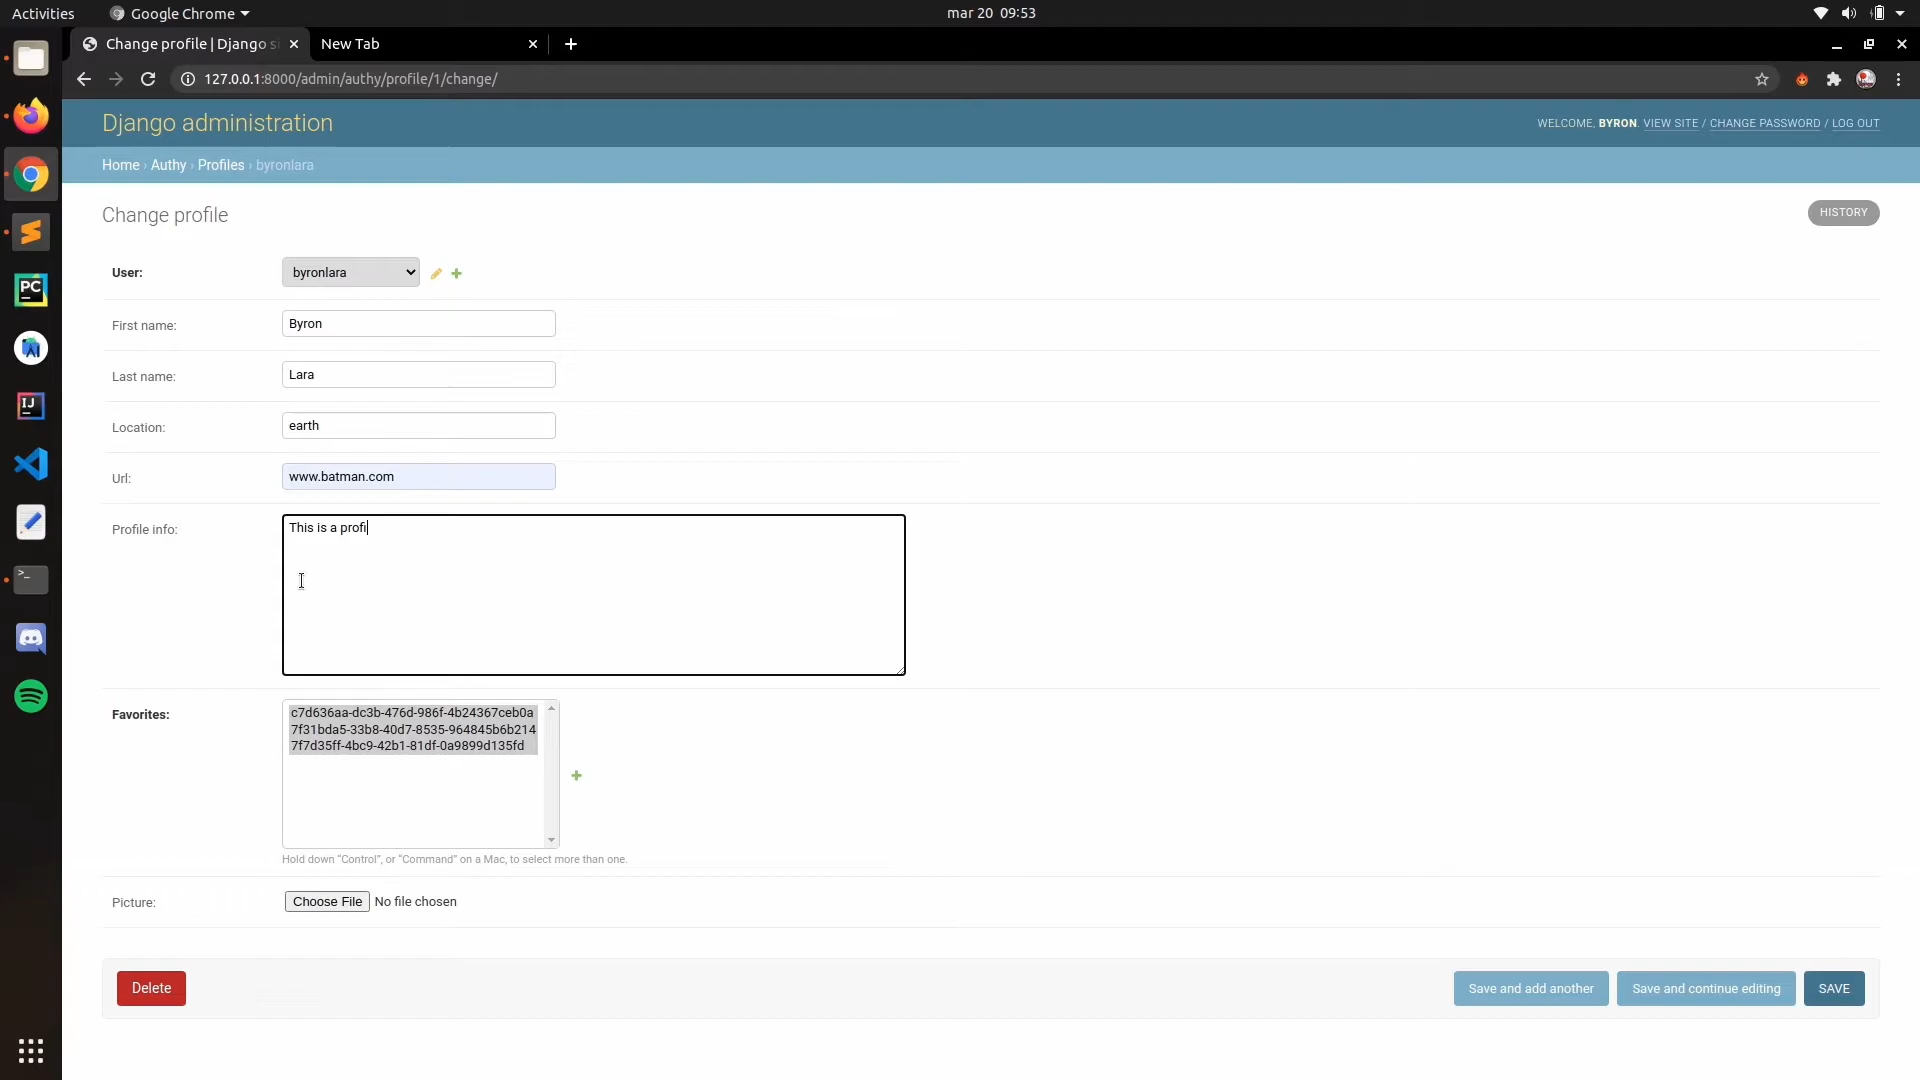 Activities
Google Chrome
mar 20 09:53
Change profile | Django s
New Tab
127.0.0.1:8000/admin/authy/profile/1/change/
Django administration
WELCOME, BYRON. VIEW SITE / CHANGE PASSWORD / LOG OUT
Home › Authy › Profiles › byronlara
Change profile
HISTORY
User:
byronlara
First name:
Byron
Last name:
Lara
Location:
earth
Url:
www.batman.com
Profile info:
This is a profi
Favorites:
c7d636aa-dc3b-476d-986f-4b24367ceb0a
7f31bda5-33b8-40d7-8535-964845b6b214
7f7d35ff-4bc9-42b1-81df-0a9899d135fd
Hold down “Control”, or “Command” on a Mac, to select more than one.
Picture:
Choose File No file chosen
Delete
Save and add another
Save and continue editing
SAVE
PC
IJ